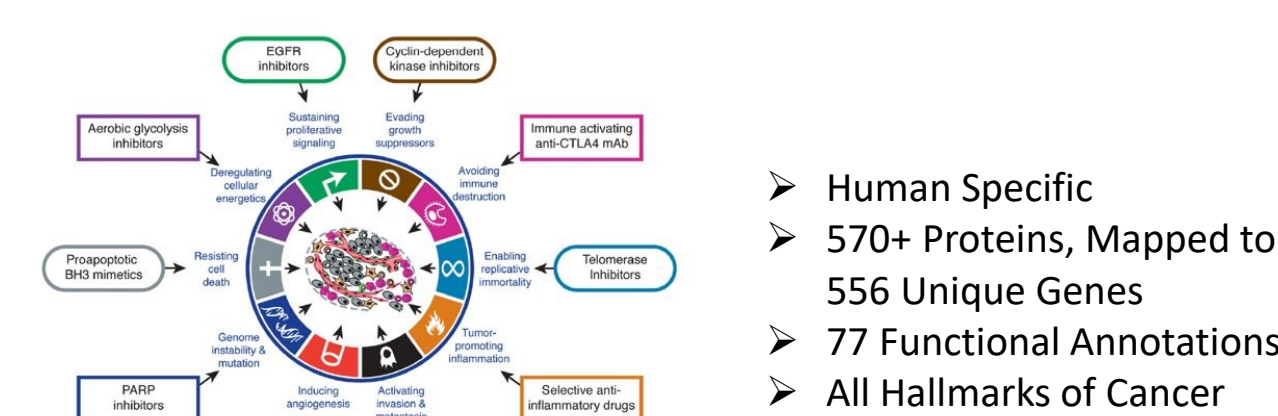 EGFR
inhibitors
Cyclin-dependent
kinase inhibitors
Aerobic glycolysis
inhibitors
Sustaining
proliferative
signaling
Evading
growth
suppressors
Immune activating
anti-CTLA4 mAb
Deregulating
cellular
energetics
Avoiding
immune
destruction
Proapoptotic
BH3 mimetics
Resisting
cell
death
Enabling
replicative
immortality
Telomerase
Inhibitors
Genome
instability &
mutation
Tumor-
promoting
inflammation
PARP
inhibitors
Inducing
angiogenesis
Activating
invasion &
metastasis
Selective anti-
inflammatory drugs
➢ Human Specific
➢ 570+ Proteins, Mapped to
556 Unique Genes
➢ 77 Functional Annotations
➢ All Hallmarks of Cancer